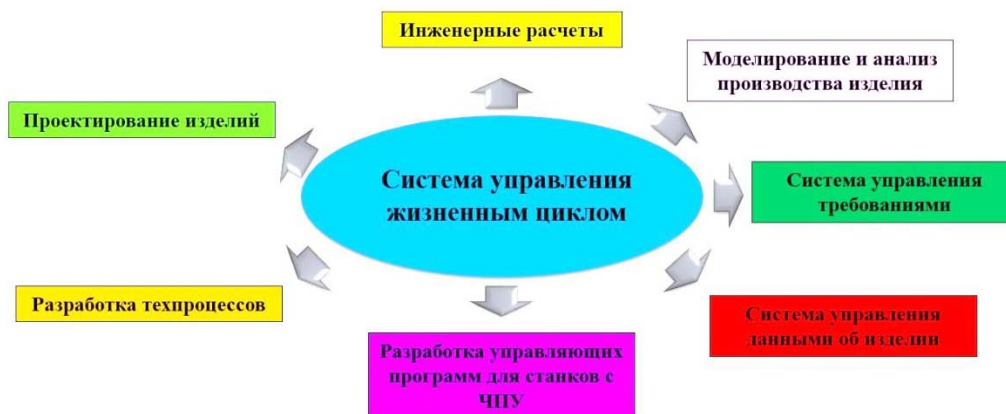 Инженерные расчеты
Моделирование и анализ
производства изделия
Проектирование изделий
Система управления
жизненным циклом
Система управления
требованиями
Разработка техпроцессов
Система управления
данными об изделии
Разработка управляющих
программ для станков с
ЧПУ